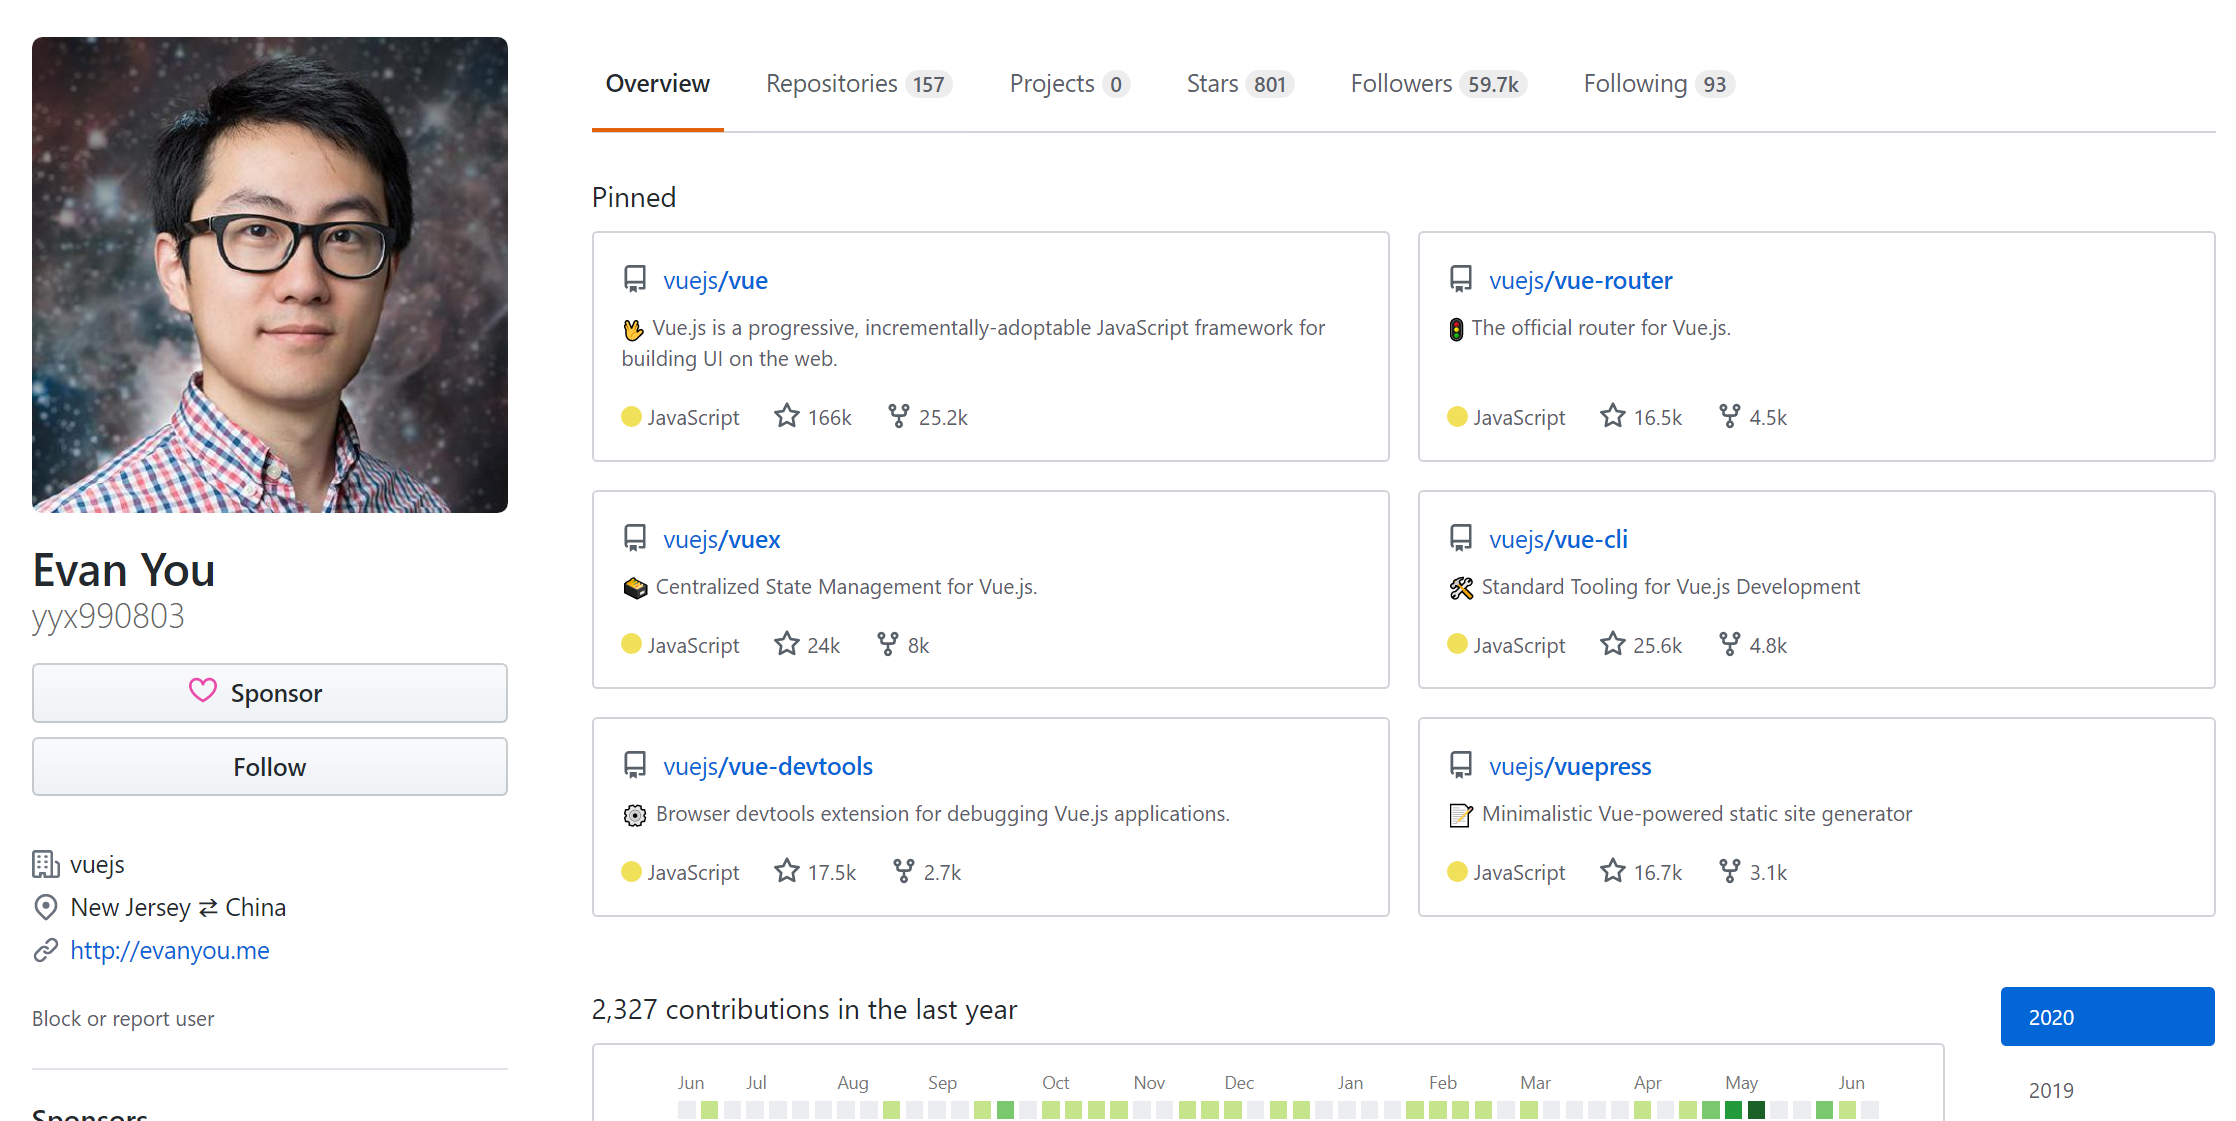 Overview
Repositories 157
Projects 0
Stars 801
Followers 59.7k
Following 93
Evan You
yyx990803
Sponsor
Follow
vuejs
New Jersey ⇄ China
http://evanyou.me
Block or report user
Sponsors
Pinned
vuejs/vue
🖖 Vue.js is a progressive, incrementally-adoptable JavaScript framework for
building UI on the web.
JavaScript 166k 25.2k
vuejs/vue-router
🚦 The official router for Vue.js.
JavaScript 16.5k 4.5k
vuejs/vuex
🗃️ Centralized State Management for Vue.js.
JavaScript 24k 8k
vuejs/vue-cli
🛠️ Standard Tooling for Vue.js Development
JavaScript 25.6k 4.8k
vuejs/vue-devtools
⚙️ Browser devtools extension for debugging Vue.js applications.
JavaScript 17.5k 2.7k
vuejs/vuepress
📝 Minimalistic Vue-powered static site generator
JavaScript 16.7k 3.1k
2,327 contributions in the last year
Jun Jul Aug Sep Oct Nov Dec Jan Feb Mar Apr May Jun
2020
2019